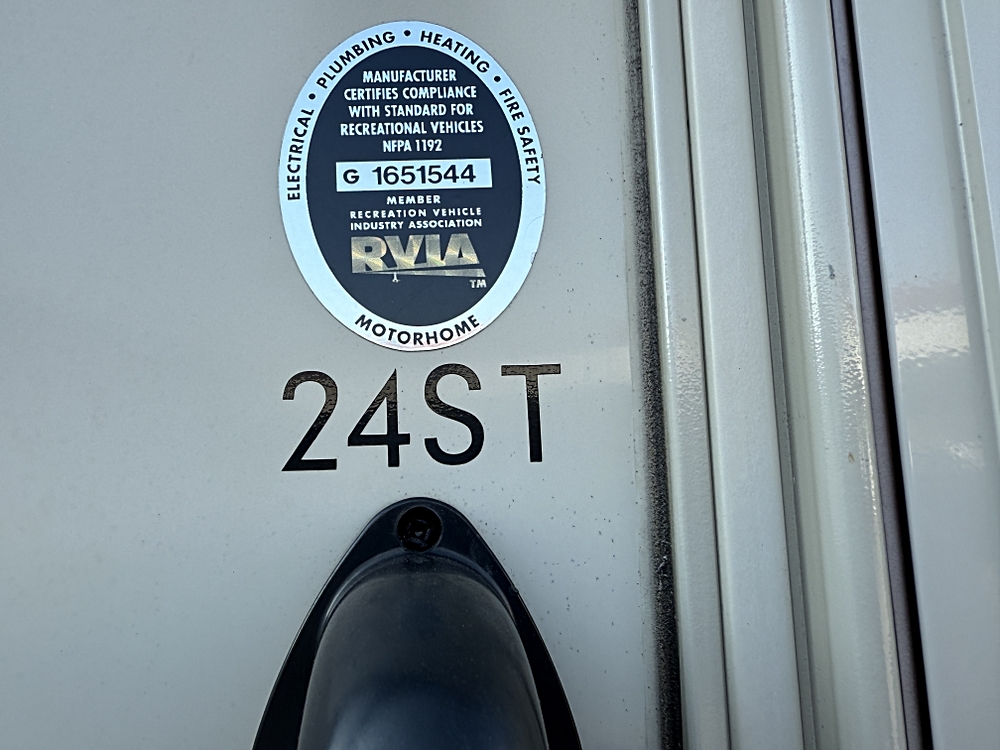 ELECTRICAL • PLUMBING • HEATING • FIRE SAFETY
MANUFACTURER
CERTIFIES COMPLIANCE
WITH STANDARD FOR
RECREATIONAL VEHICLES
NFPA 1192
G 1651544
MEMBER
RECREATION VEHICLE
INDUSTRY ASSOCIATION
RVIA
TM
MOTORHOME
24ST